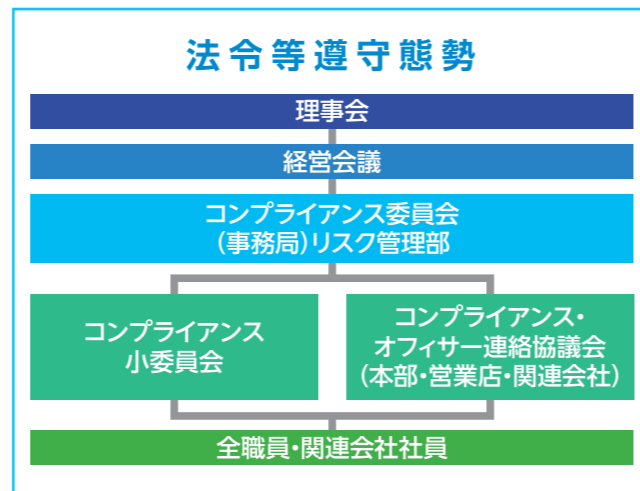 法令等遵守態勢
理事会
経営会議
コンプライアンス委員会
(事務局)リスク管理部
コンプライアンス
小委員会
コンプライアンス・
オフィサー連絡協議会
(本部・営業店・関連会社)
全職員・関連会社社員